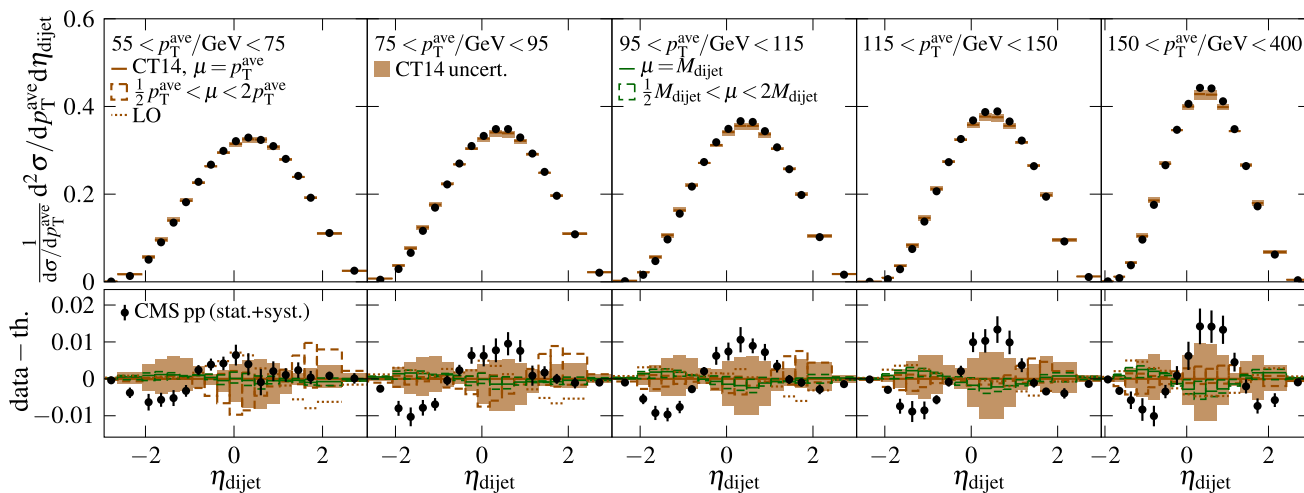 0.6
0.4
0.2
0
1/(dσ/dp_T^ave) d²σ/dp_T^ave dη_dijet
55 < p_T^ave/GeV < 75
CT14, μ = p_T^ave
½ p_T^ave < μ < 2p_T^ave
LO
75 < p_T^ave/GeV < 95
CT14 uncert.
95 < p_T^ave/GeV < 115
μ = M_dijet
½ M_dijet < μ < 2M_dijet
115 < p_T^ave/GeV < 150
150 < p_T^ave/GeV < 400
0.02
0.01
0
−0.01
data − th.
CMS pp (stat.+syst.)
−2 0 2 −2 0 2 −2 0 2 −2 0 2 −2 0 2
η_dijet η_dijet η_dijet η_dijet η_dijet